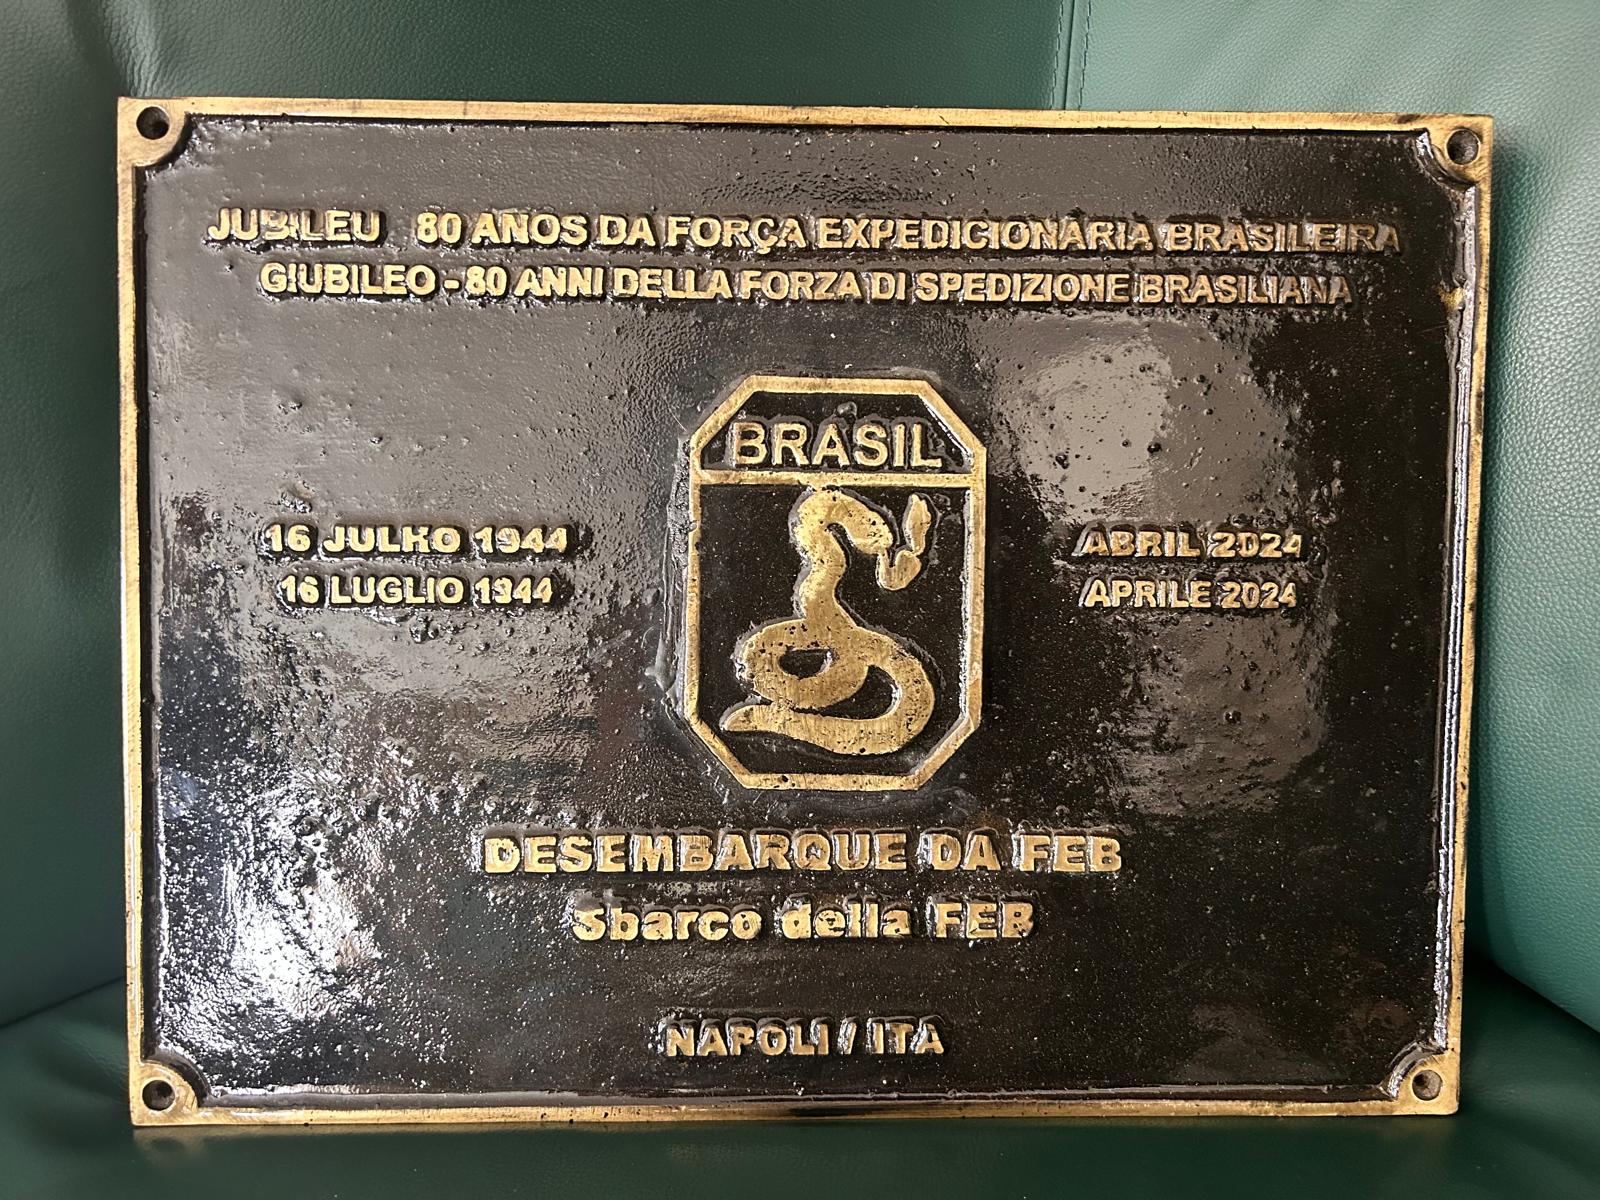 JUBILEU 80 ANOS DA FORÇA EXPEDICIONARIA BRASILEIRA
GIUBILEO - 80 ANNI DELLA FORZA DI SPEDIZIONE BRASILIANA
BRASIL
16 JULHO 1944
16 LUGLIO 1944
ABRIL 2024
APRILE 2024
DESEMBARQUE DA FEB
Sbarco della FEB
NAPOLI / ITA